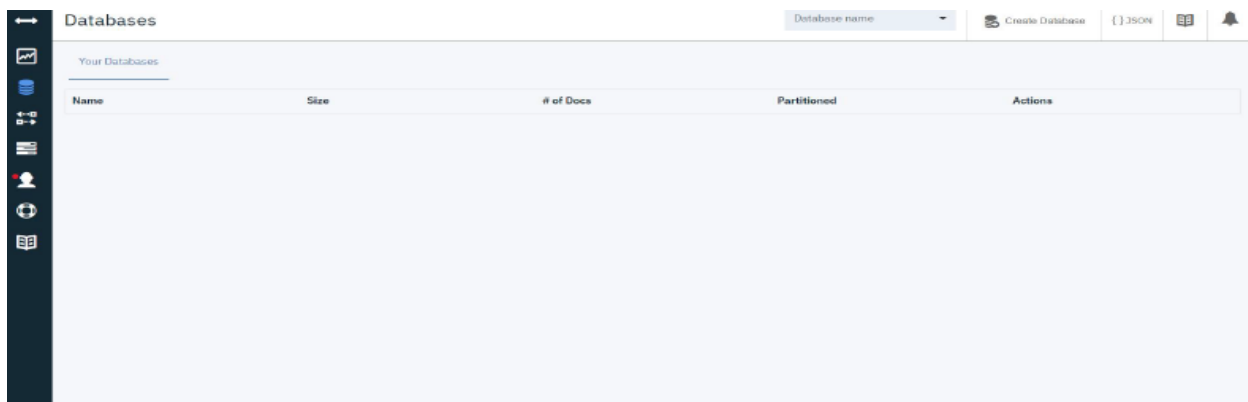 Databases
Database name
Create Database
{ } JSON
Your Databases
Name Size # of Docs Partitioned Actions